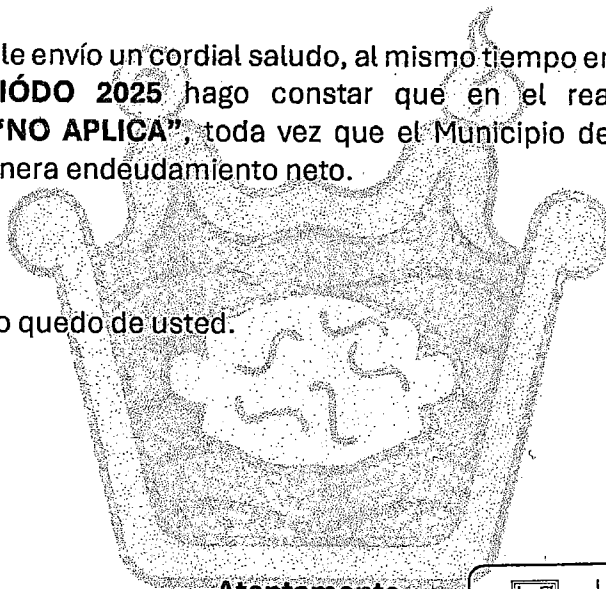 le envío un cordial saludo, al mismo tiempo en
IÓDO 2025 hago constar que en el rea
"NO APLICA", toda vez que el Municipio de
nera endeudamiento neto.
o quedo de usted.
Atentamente